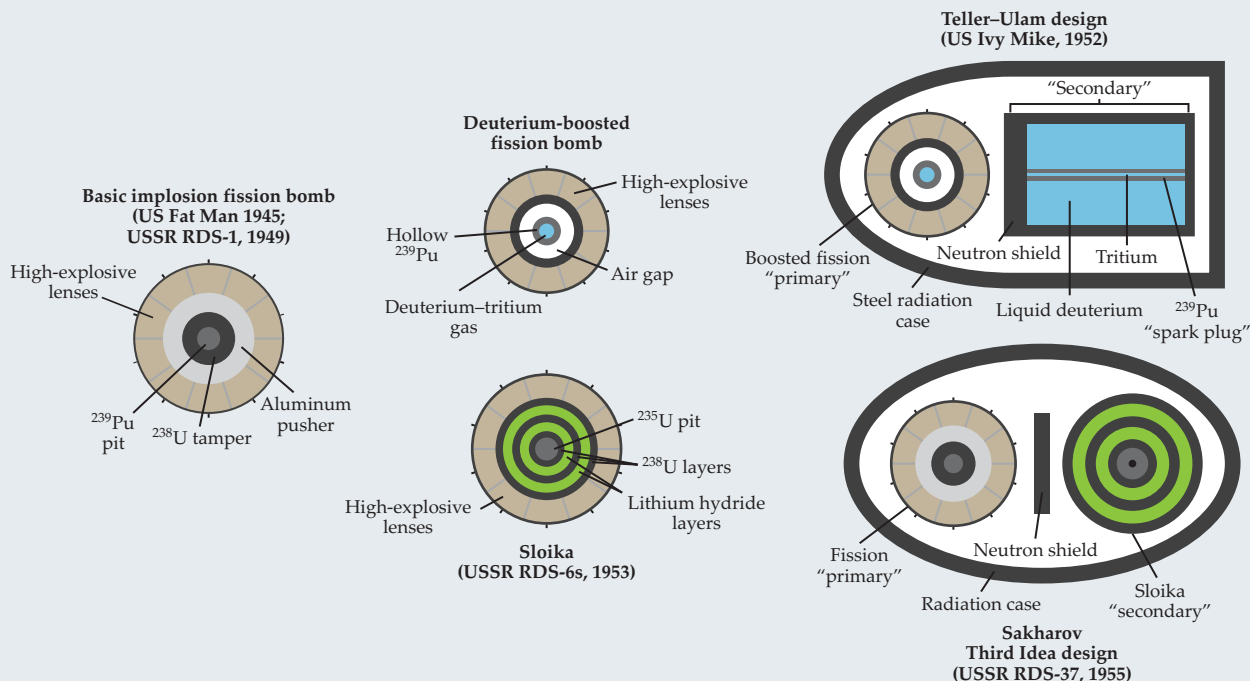 Basic implosion fission bomb
(US Fat Man 1945;
USSR RDS-1, 1949)
High-explosive
lenses
²³⁹Pu
pit
²³⁸U tamper
Aluminum
pusher
Deuterium-boosted
fission bomb
High-explosive
lenses
Hollow
²³⁹Pu
Air gap
Deuterium–tritium
gas
²³⁵U pit
²³⁸U layers
Lithium hydride
layers
High-explosive
lenses
Sloika
(USSR RDS-6s, 1953)
Teller–Ulam design
(US Ivy Mike, 1952)
“Secondary”
Boosted fission
“primary”
Neutron shield
Tritium
Steel radiation
case
Liquid deuterium
²³⁹Pu
“spark plug”
Fission
“primary”
Neutron shield
Radiation case
Sloika
“secondary”
Sakharov
Third Idea design
(USSR RDS-37, 1955)